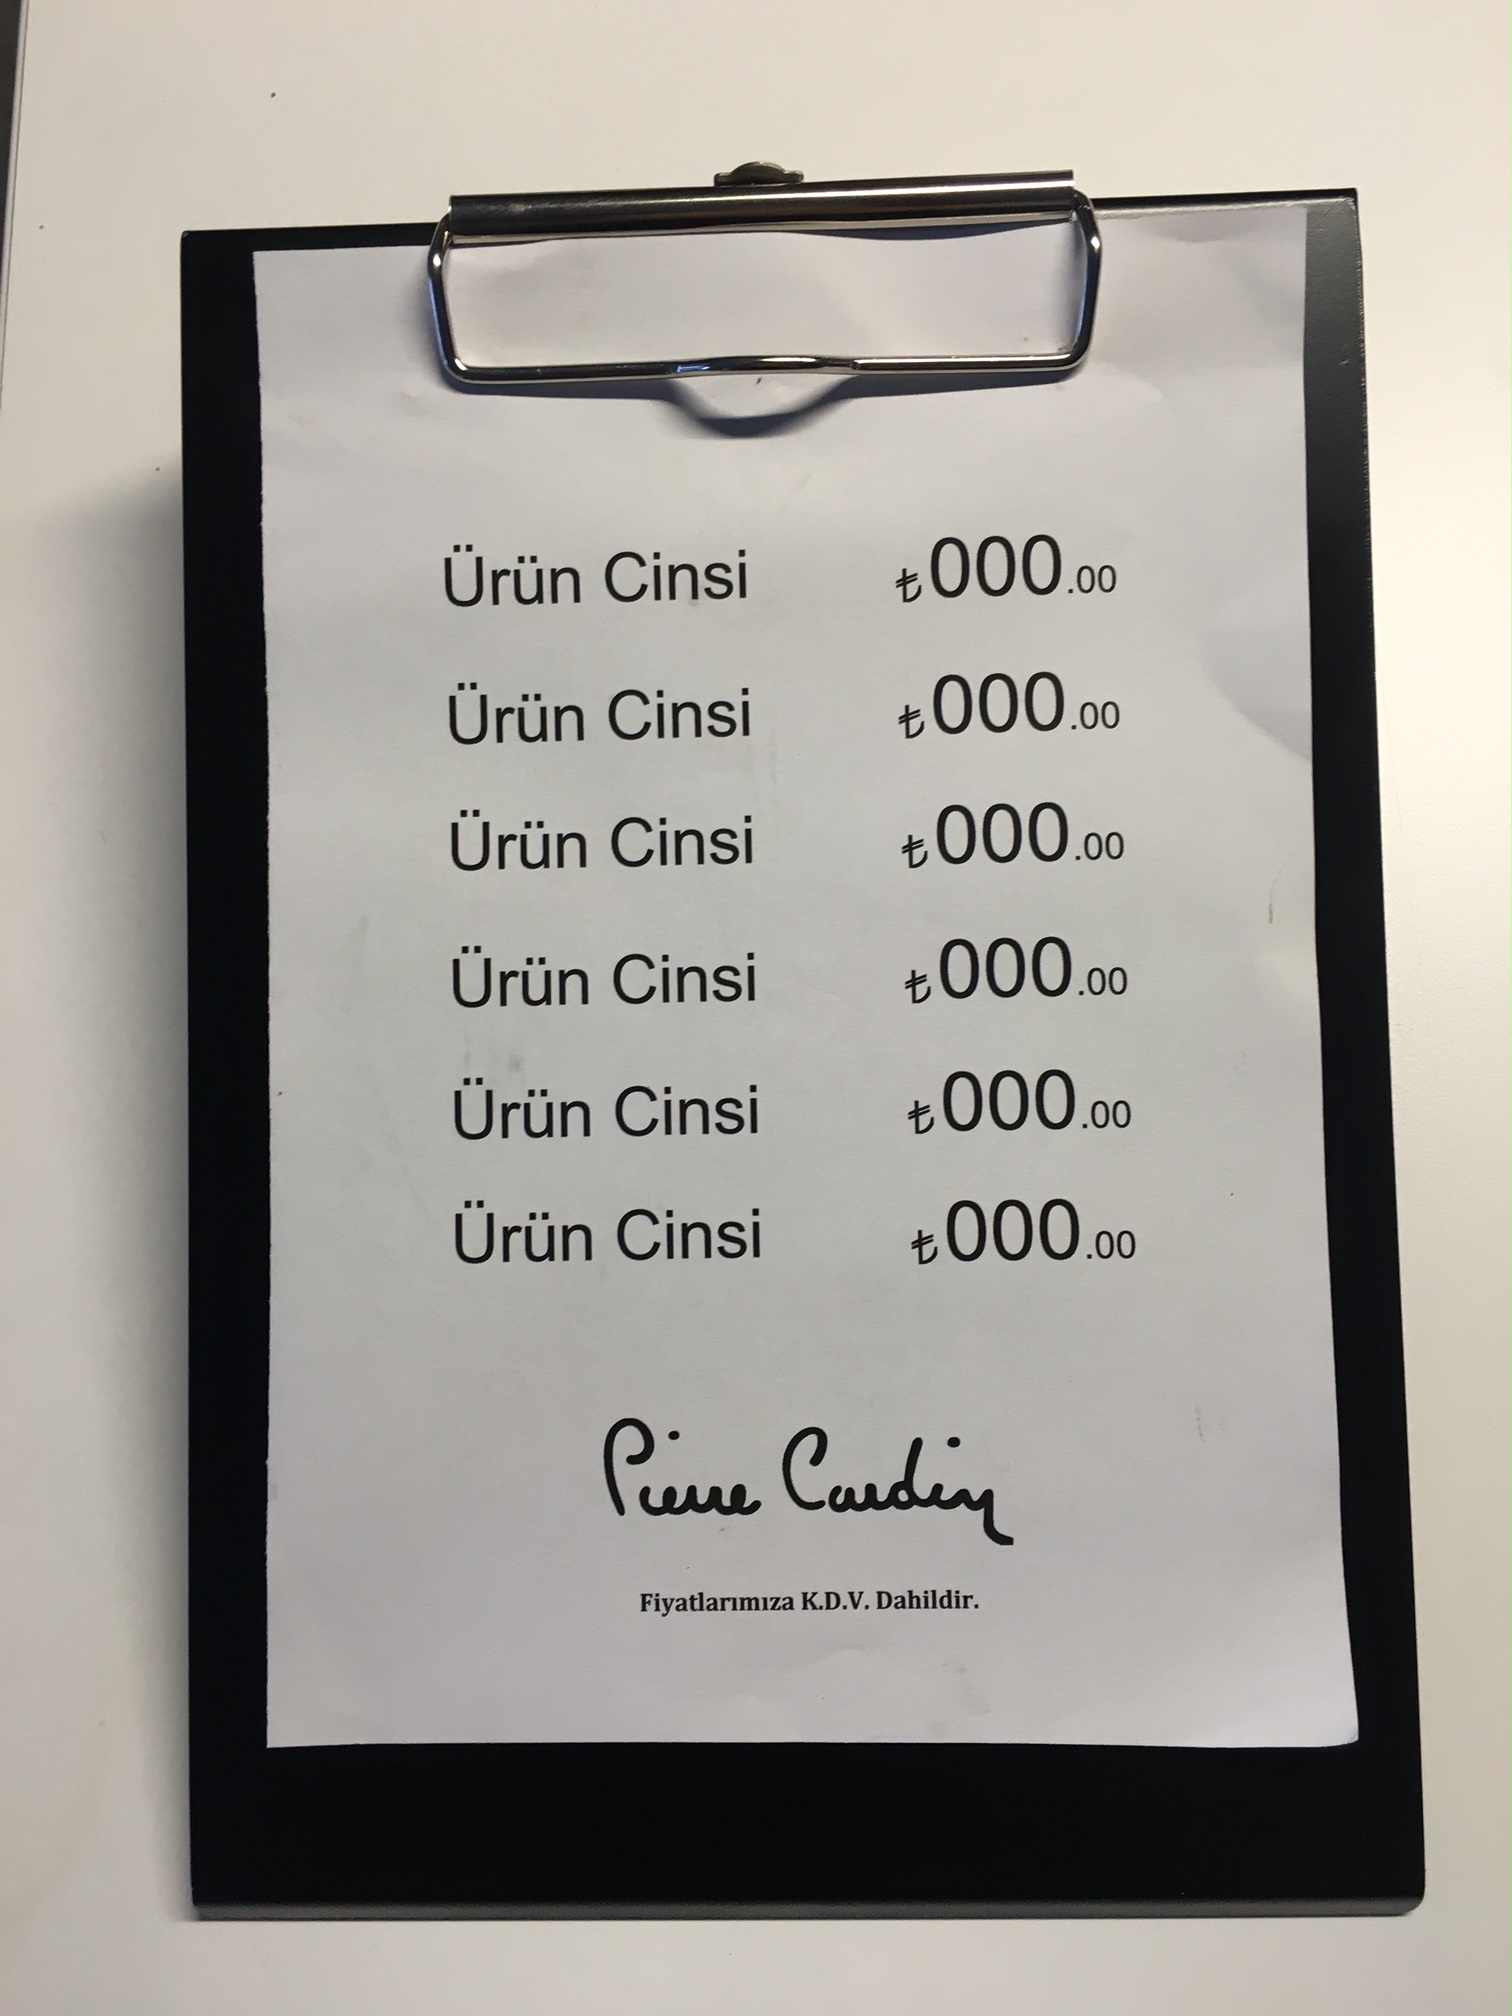 Ürün Cinsi ₺000.00
Ürün Cinsi ₺000.00
Ürün Cinsi ₺000.00
Ürün Cinsi ₺000.00
Ürün Cinsi ₺000.00
Ürün Cinsi ₺000.00
Pierre Cardin
Fiyatlarımıza K.D.V. Dahildir.